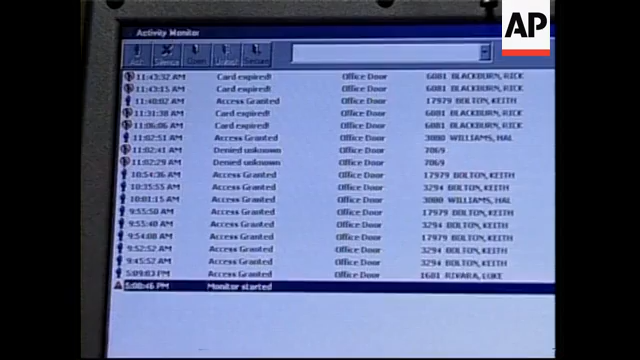 AP
Activity Monitor
Ack Silence Open Unlock Secure
11:43:32 AM Card expired! Office Door 6081 BLACKBURN, RICK
11:43:15 AM Card expired! Office Door 6081 BLACKBURN, RICK
11:40:02 AM Access Granted Office Door 17979 BOLTON, KEITH
11:31:38 AM Card expired! Office Door 6081 BLACKBURN, RICK
11:06:06 AM Card expired! Office Door 6081 BLACKBURN, RICK
11:02:51 AM Access Granted Office Door 3080 WILLIAMS, HAL
11:02:41 AM Denied unknown Office Door 7069
11:02:29 AM Denied unknown Office Door 7069
10:54:36 AM Access Granted Office Door 17979 BOLTON, KEITH
10:35:55 AM Access Granted Office Door 3294 BOLTON, KEITH
10:01:15 AM Access Granted Office Door 3080 WILLIAMS, HAL
9:55:50 AM Access Granted Office Door 17979 BOLTON, KEITH
9:55:40 AM Access Granted Office Door 3294 BOLTON, KEITH
9:54:08 AM Access Granted Office Door 17979 BOLTON, KEITH
9:52:52 AM Access Granted Office Door 3294 BOLTON, KEITH
9:45:52 AM Access Granted Office Door 3294 BOLTON, KEITH
5:09:03 PM Access Granted Office Door 1681 RIVARA, LUKE
5:08:46 PM Monitor started